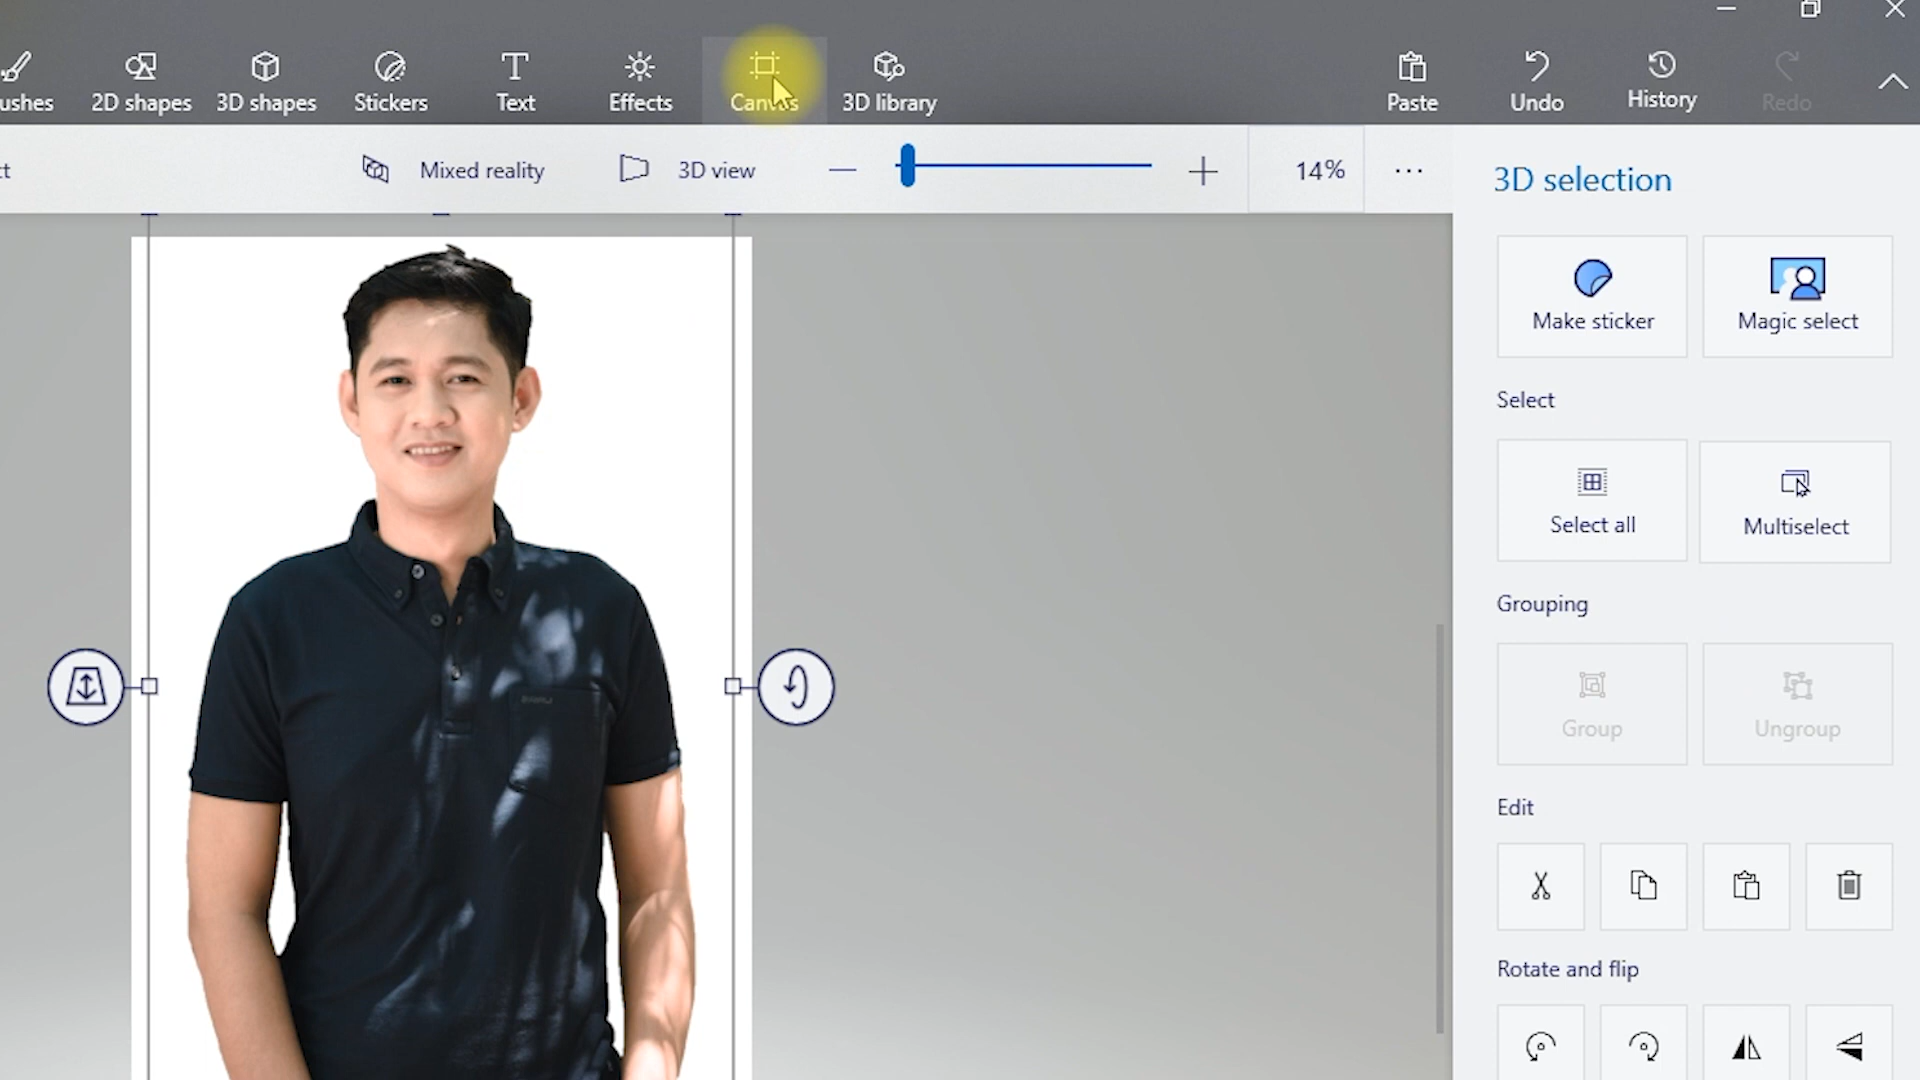 ushes
2D shapes
3D shapes
Stickers
Text
Effects
Canvas
3D library
Paste
Undo
History
Redo
ct
Mixed reality
3D view
14%
3D selection
Make sticker
Magic select
Select
Select all
Multiselect
Grouping
Group
Ungroup
Edit
Rotate and flip